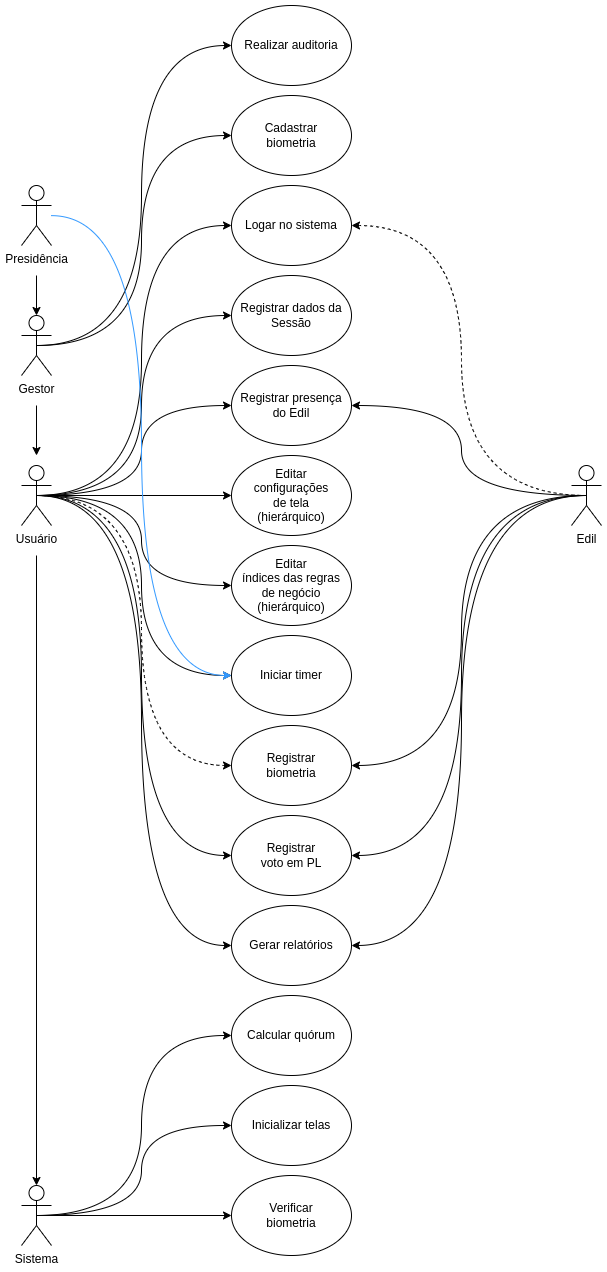 Realizar auditoria
Cadastrar
biometria
Logar no sistema
Presidência
Registrar dados da
Sessão
Gestor
Registrar presença
do Edil
Editar
configurações
de tela
(hierárquico)
Usuário
Edil
Editar
índices das regras
de negócio
(hierárquico)
Iniciar timer
Registrar
biometria
Registrar
voto em PL
Gerar relatórios
Calcular quórum
Inicializar telas
Verificar
biometria
Sistema